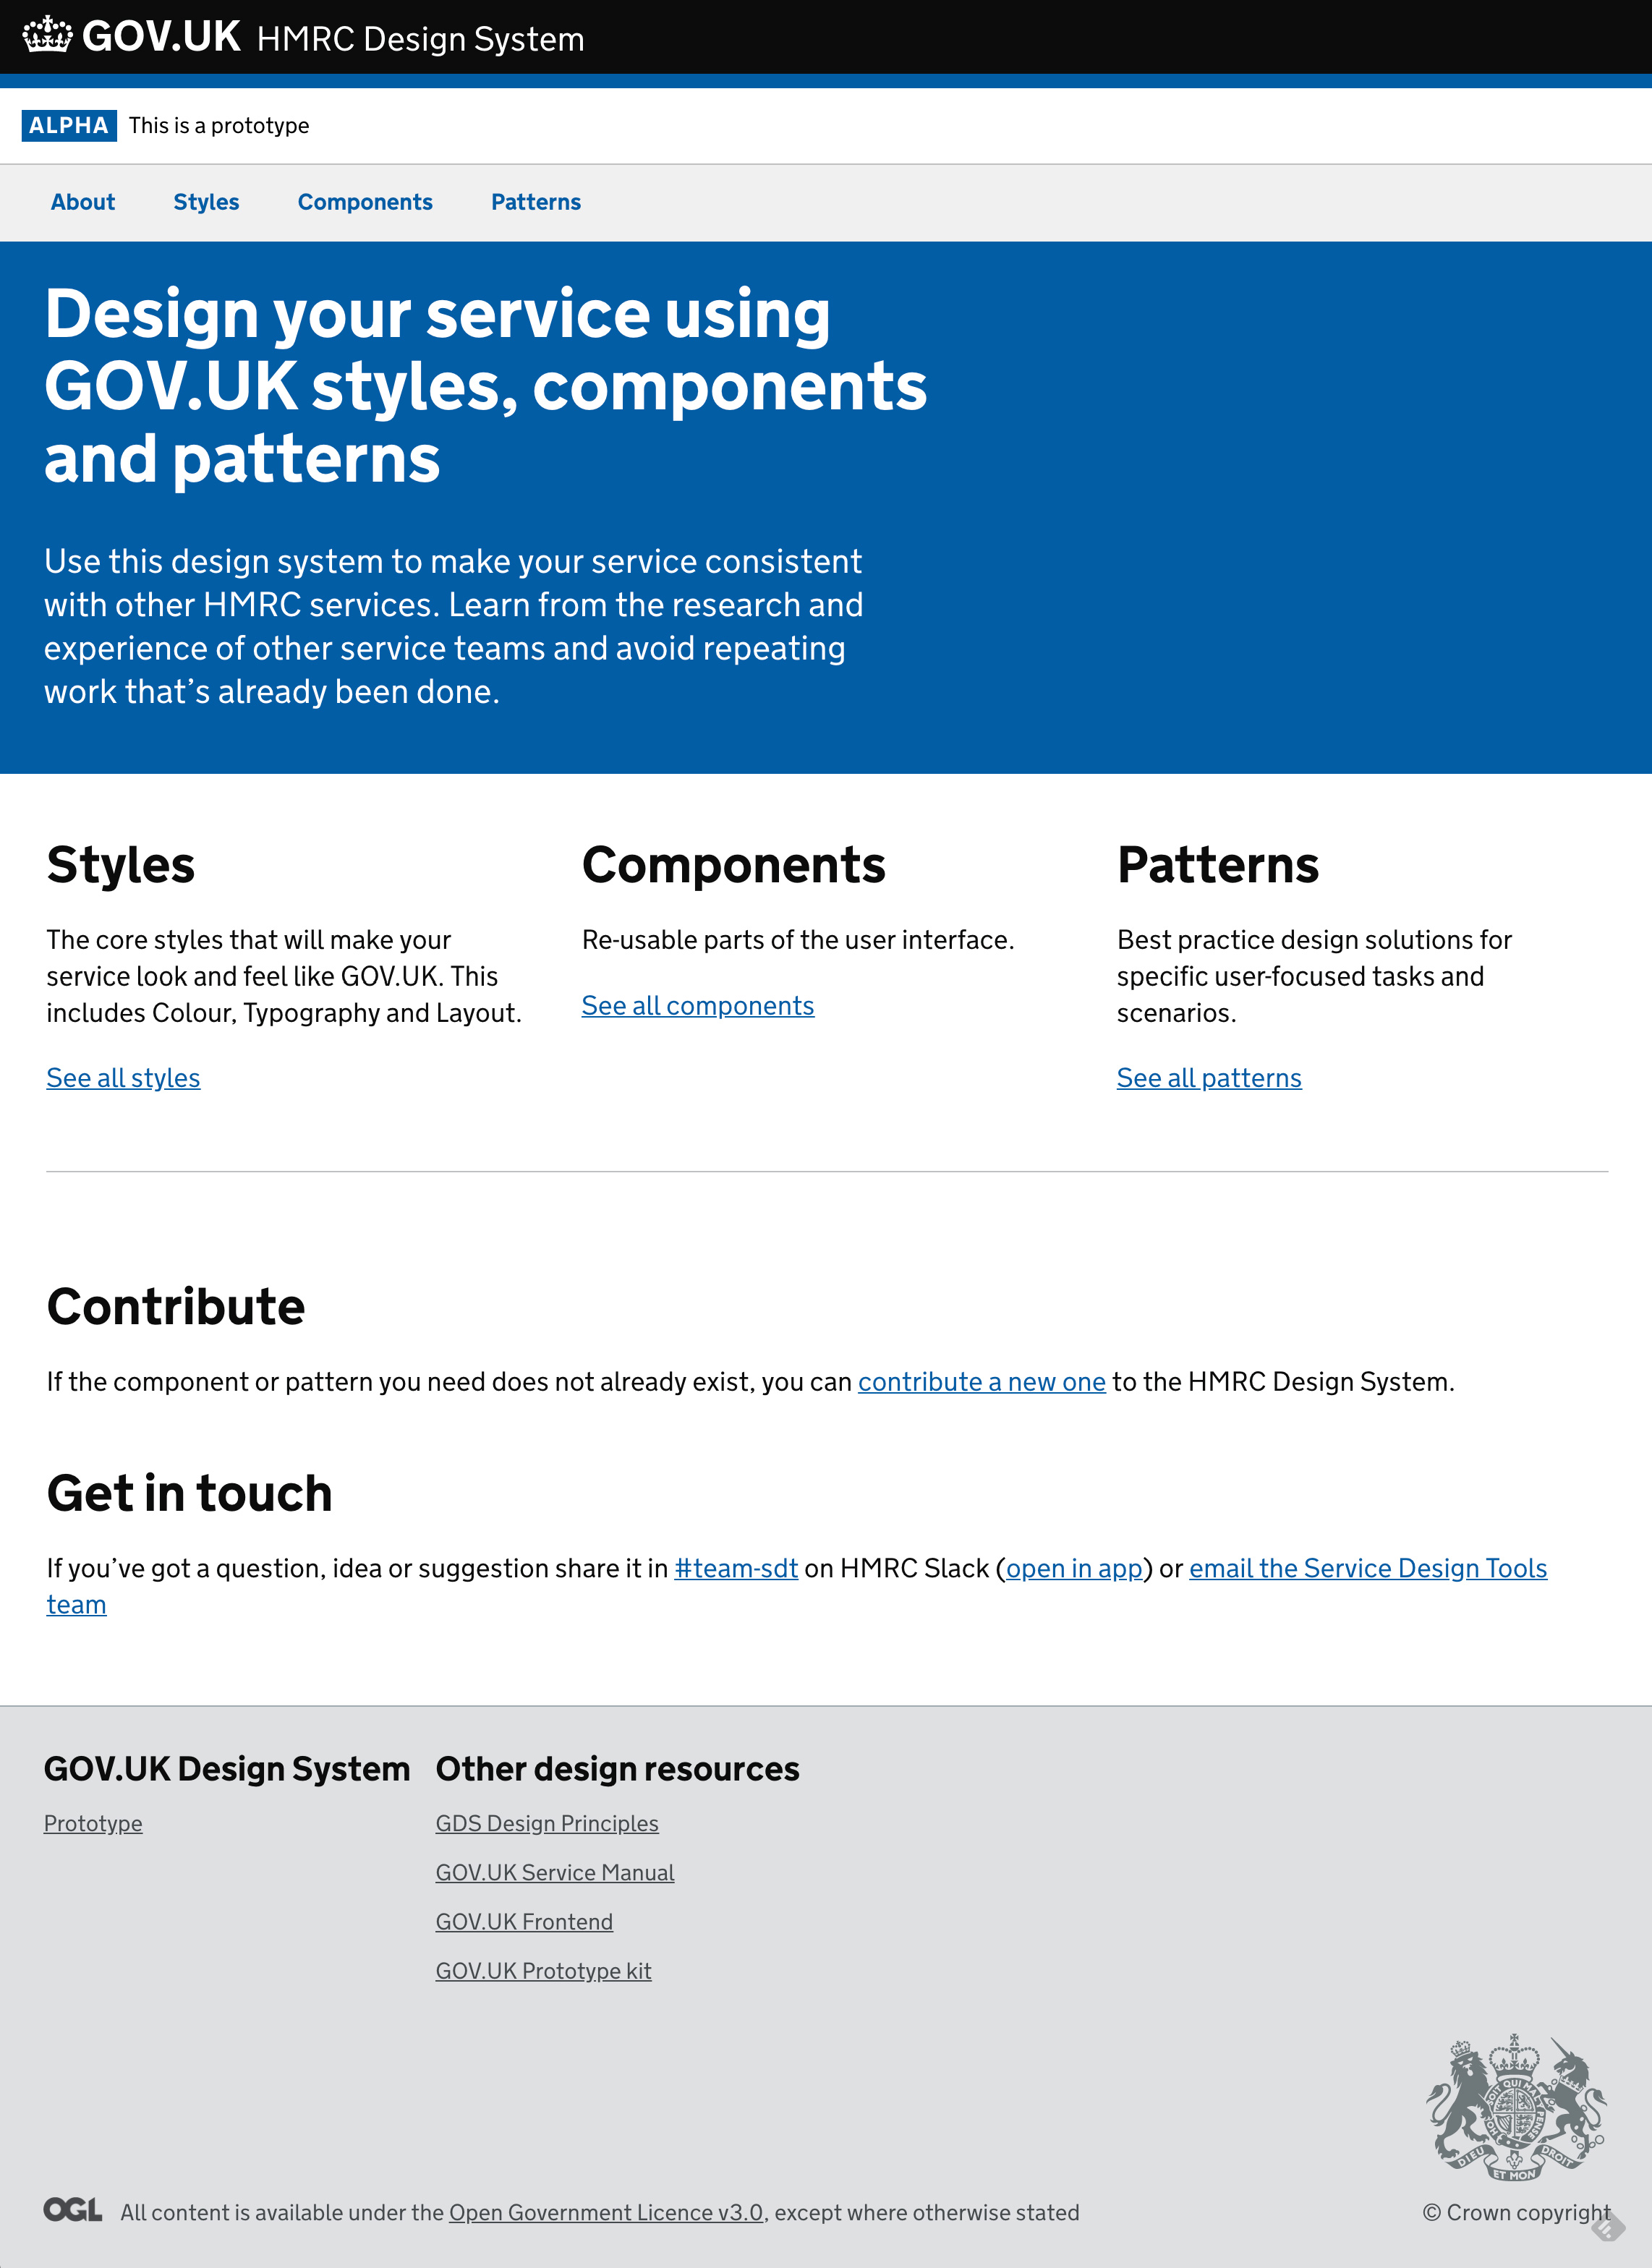 GOV.UK HMRC Design System
ALPHA This is a prototype
About Styles Components Patterns
Design your service using
GOV.UK styles, components
and patterns
Use this design system to make your service consistent
with other HMRC services. Learn from the research and
experience of other service teams and avoid repeating
work that’s already been done.
Styles
The core styles that will make your
service look and feel like GOV.UK. This
includes Colour, Typography and Layout.
See all styles
Components
Re-usable parts of the user interface.
See all components
Patterns
Best practice design solutions for
specific user-focused tasks and
scenarios.
See all patterns
Contribute
If the component or pattern you need does not already exist, you can contribute a new one to the HMRC Design System.
Get in touch
If you’ve got a question, idea or suggestion share it in #team-sdt on HMRC Slack (open in app) or email the Service Design Tools
team
GOV.UK Design System
Prototype
Other design resources
GDS Design Principles
GOV.UK Service Manual
GOV.UK Frontend
GOV.UK Prototype kit
DIEU ET MON DROIT
OGL All content is available under the Open Government Licence v3.0, except where otherwise stated
© Crown copyright